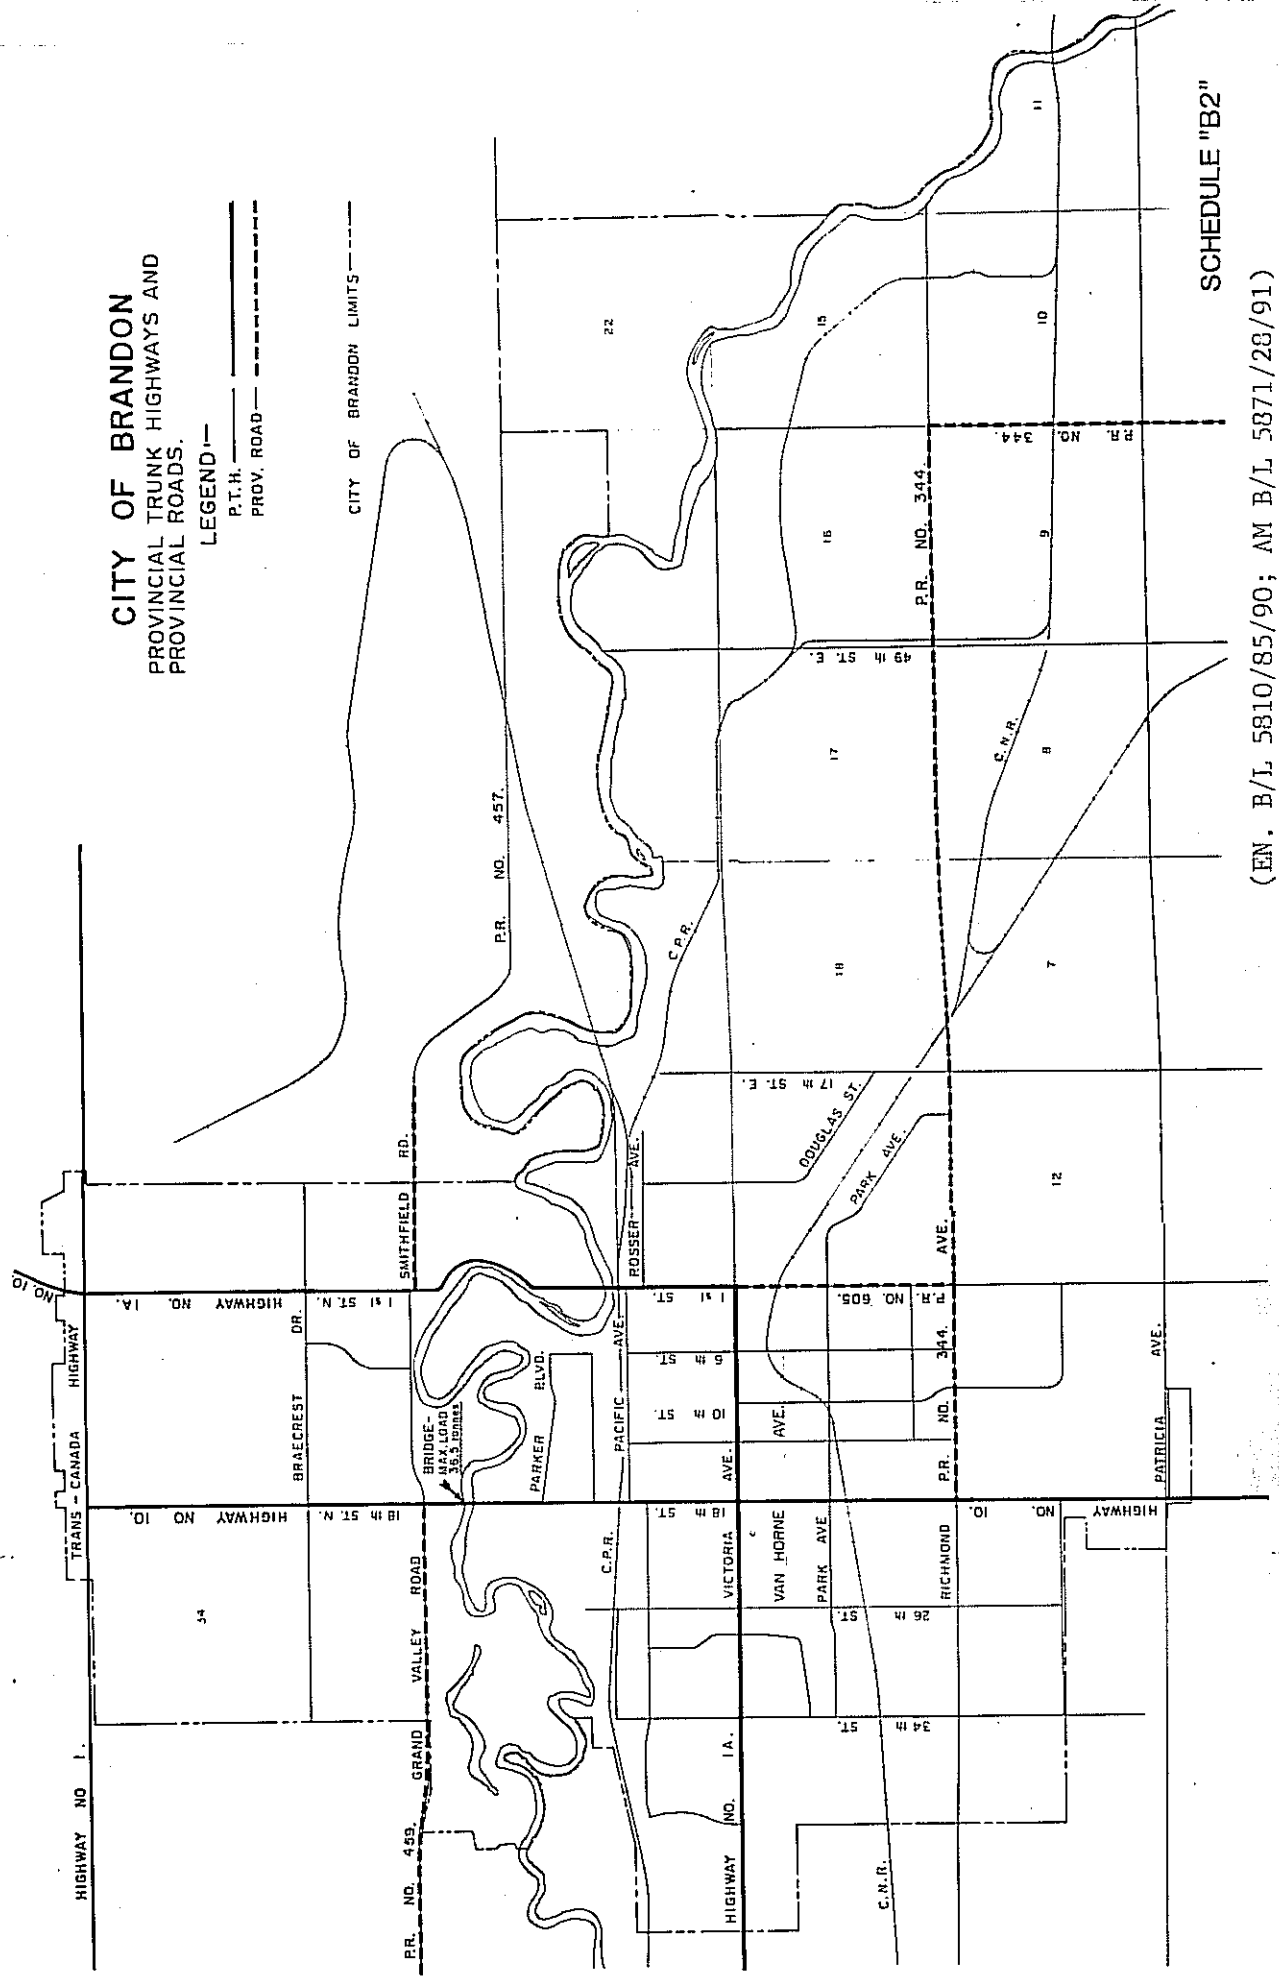 CITY OF BRANDON
PROVINCIAL TRUNK HIGHWAYS AND
PROVINCIAL ROADS.
LEGEND:—
P.T.H.
PROV. ROAD
CITY OF BRANDON LIMITS
HIGHWAY NO 1.
TRANS - CANADA HIGHWAY
NO. 10.
HIGHWAY NO. 1A.
1 st ST. N.
HIGHWAY NO 10.
18 th ST. N.
34
BRAECREST DR.
P.R. NO. 459.
GRAND VALLEY ROAD
SMITHFIELD RD.
P.R. NO. 457.
BRIDGE-
MAX. LOAD
36.5 tonnes
PARKER BLVD.
C.P.R.
PACIFIC AVE.
ROSSER AVE.
C.P.R.
22
1 st ST.
6 th ST.
10 th ST.
18 th ST.
HIGHWAY NO. 1A.
VICTORIA AVE.
VAN HORNE AVE.
PARK AVE
17 th ST. E.
DOUGLAS ST.
PARK AVE.
18
17
16
15
49 th ST. E.
P.R. NO. 605.
26 th ST.
34 th ST.
C.N.R.
RICHMOND AVE.
P.R. NO. 344.
P.R. NO. 344.
P.R. NO. 344.
HIGHWAY NO. 10.
C.N.R.
12
7
8
9
10
11
PATRICIA AVE.
SCHEDULE "B2"
(EN. B/L 5810/85/90; AM B/L 5871/28/91)